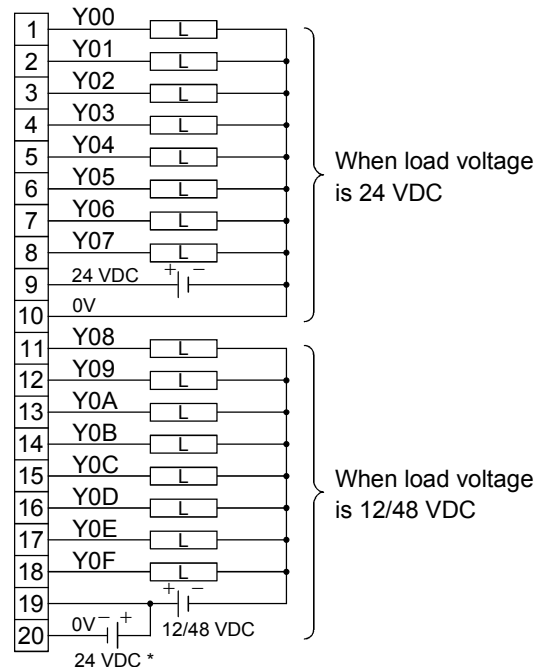 1 Y00 L
2 Y01 L
3 Y02 L
4 Y03 L
5 Y04 L
6 Y05 L
7 Y06 L
8 Y07 L
9 24 VDC + −
10 0V
When load voltage
is 24 VDC
11 Y08 L
12 Y09 L
13 Y0A L
14 Y0B L
15 Y0C L
16 Y0D L
17 Y0E L
18 Y0F L
19 + −
12/48 VDC
20 0V − +
24 VDC *
When load voltage
is 12/48 VDC